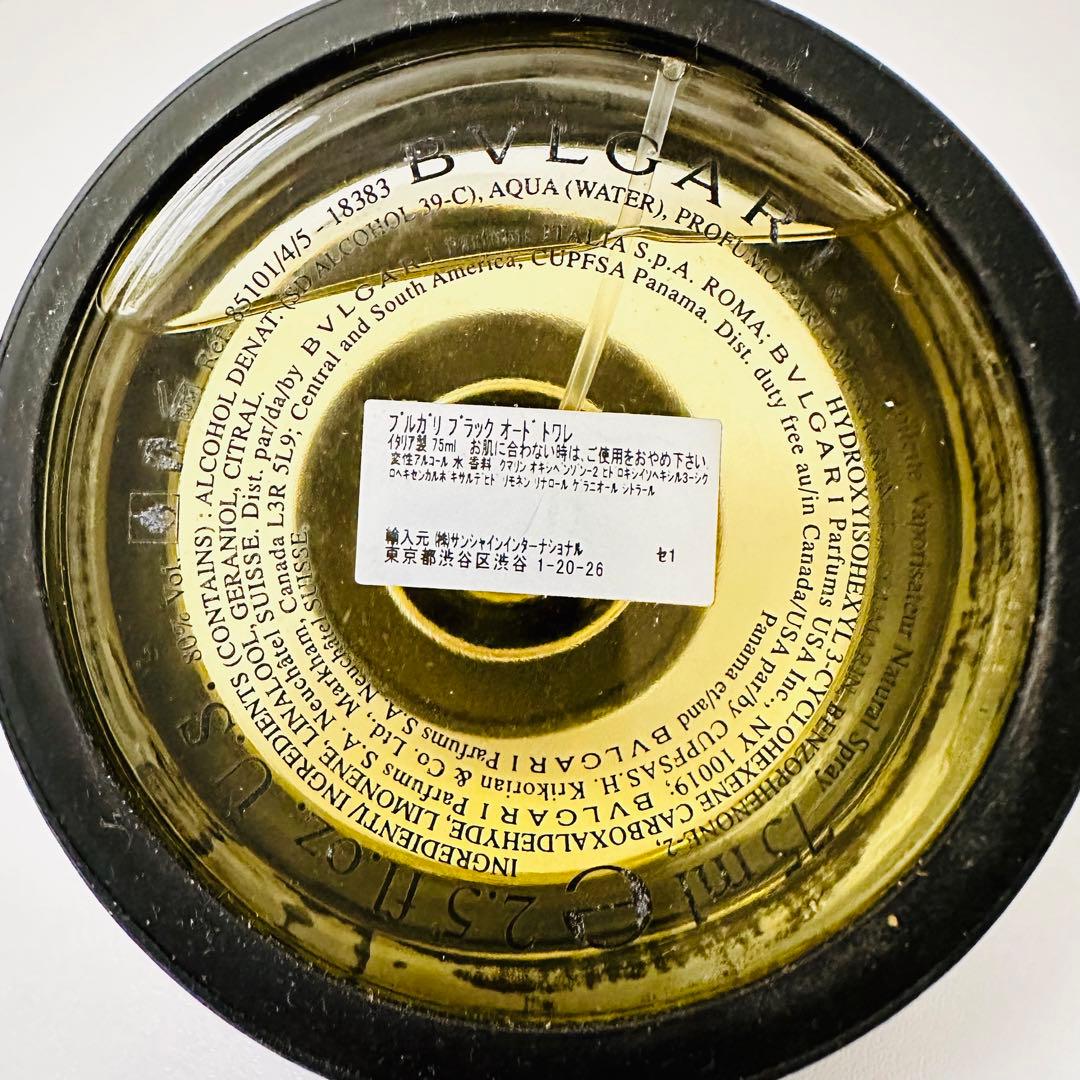 BVLGARI
Ref. 85101/4/5 – 18383
INGREDIENTI/ INGREDIENTS (CONTAINS) : ALCOHOL DENAT. (SD ALCOHOL 39-C), AQUA (WATER), PROFUMO/PARFUM
HYDROXYISOHEXYL 3-CYCLOHEXENE CARBOXALDEHYDE, LIMONENE, LINALOOL, GERANIOL, CITRAL.
BENZOPHENONE-2,
BVLGARI Parfums S.A. Neuchâtel SUISSE. Dist. par/da/by BVLGARI Parfums ITALIA S.p.A. ROMA; BVLGARI Parfums USA Inc., NY 10019;
H. Krikorian & Co. Ltd., Markham, Canada L3R 5L9; Central and South America, CUPFSA Panama. Dist. duty free au/in Canada/USA par/by CUPFSA
Panama et/and BVLGARI Parfums S.A. Neuchâtel SUISSE.
Vaporisateur Natural Spray
75 ml e 2.5 fl. oz. U.S.
80% Vol
ブルガリ ブラック オードトワレ
イタリア製 75ml お肌に合わない時は、ご使用をおやめ下さい
変性アルコール 水 香料 クマリン オキシベンゾン-2 ヒドロキシイソヘキシル3-シク
ロヘキセンカルボキサルデヒド リモネン リナロール ゲラニオール シトラール
輸入元 ㈱サンシャインインターナショナル
東京都渋谷区渋谷 1-20-26 セ1